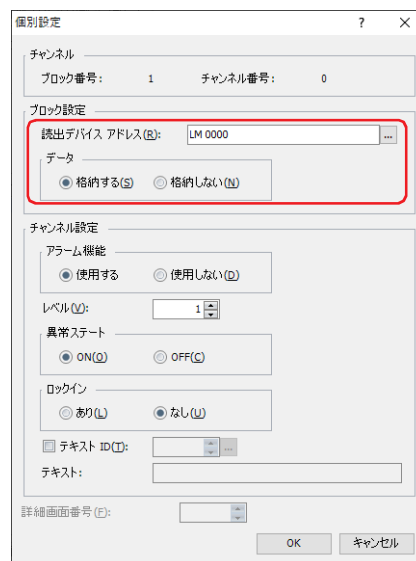 個別設定 ? ×
チャンネル
ブロック番号: 1 チャンネル番号: 0
ブロック設定
読出デバイス アドレス(R): LM 0000 ...
データ
格納する(S) 格納しない(N)
チャンネル設定
アラーム機能
使用する 使用しない(D)
レベル(V): 1
異常ステート
ON(O) OFF(C)
ロックイン
あり(L) なし(U)
テキスト ID(T): ...
テキスト:
詳細画面番号(F):
OK キャンセル